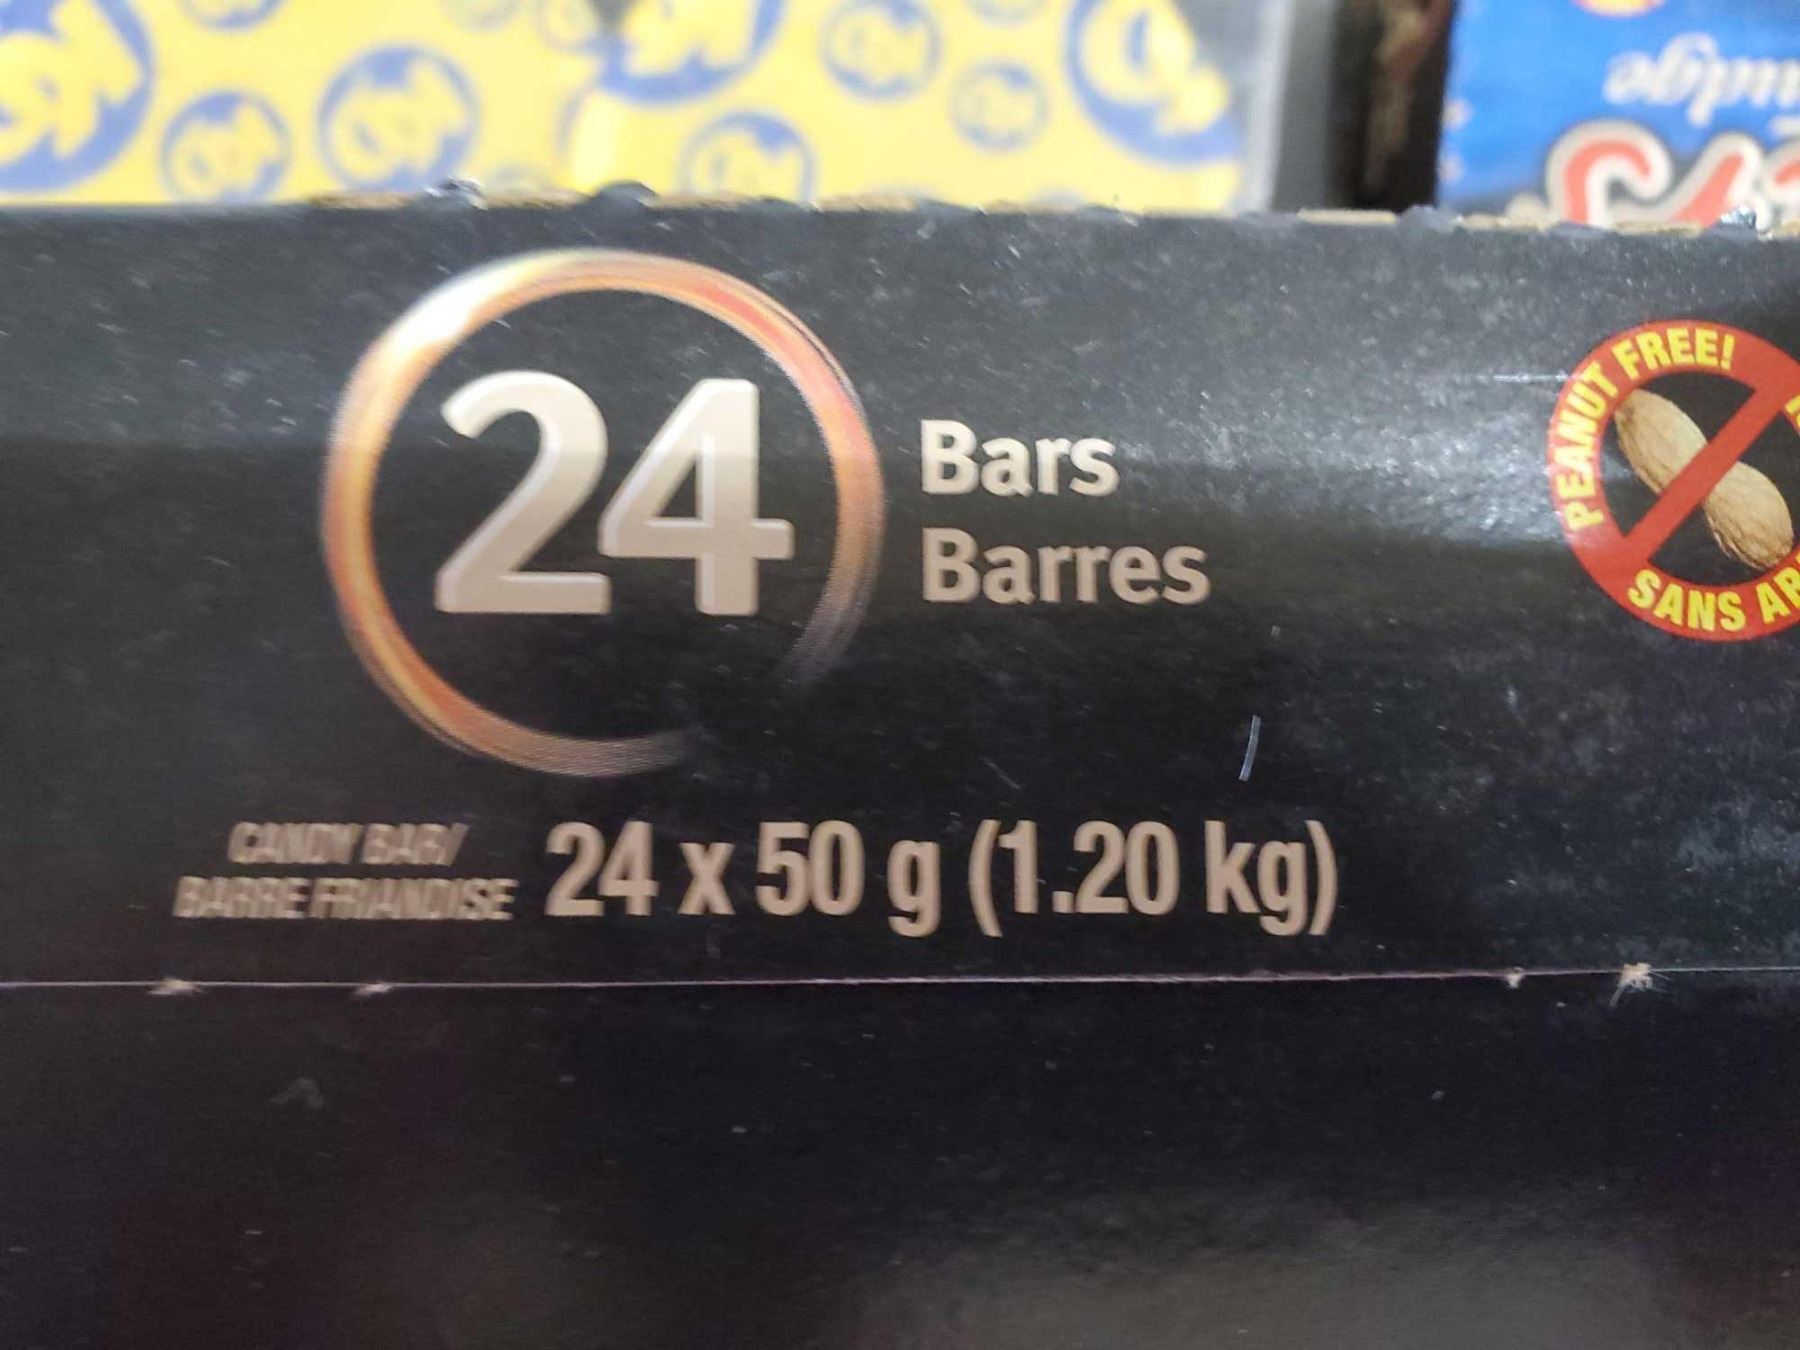 24
Bars
Barres
PEANUT FREE!
SANS
CANDY BAR/
BARRE FRIANDISE
24 x 50 g (1.20 kg)